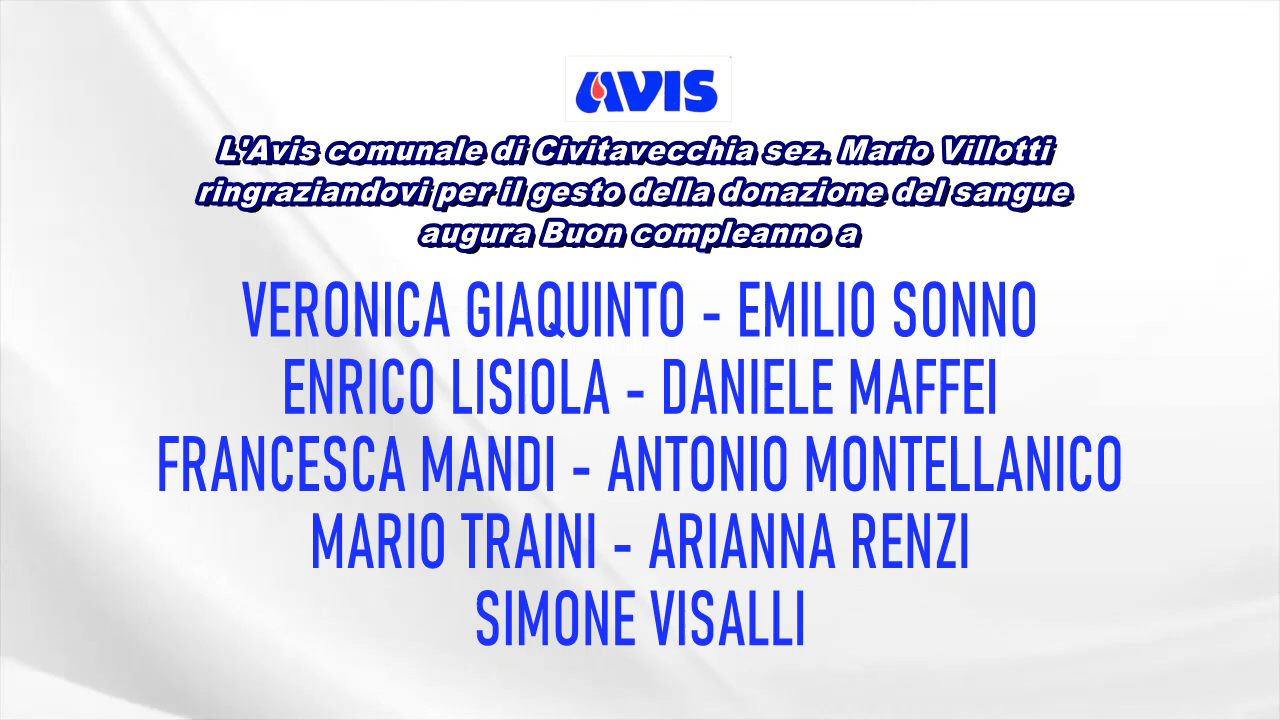 AVIS
L'Avis comunale di Civitavecchia sez. Mario Villotti
ringraziandovi per il gesto della donazione del sangue
augura Buon compleanno a
VERONICA GIAQUINTO - EMILIO SONNO
ENRICO LISIOLA - DANIELE MAFFEI
FRANCESCA MANDI - ANTONIO MONTELLANICO
MARIO TRAINI - ARIANNA RENZI
SIMONE VISALLI